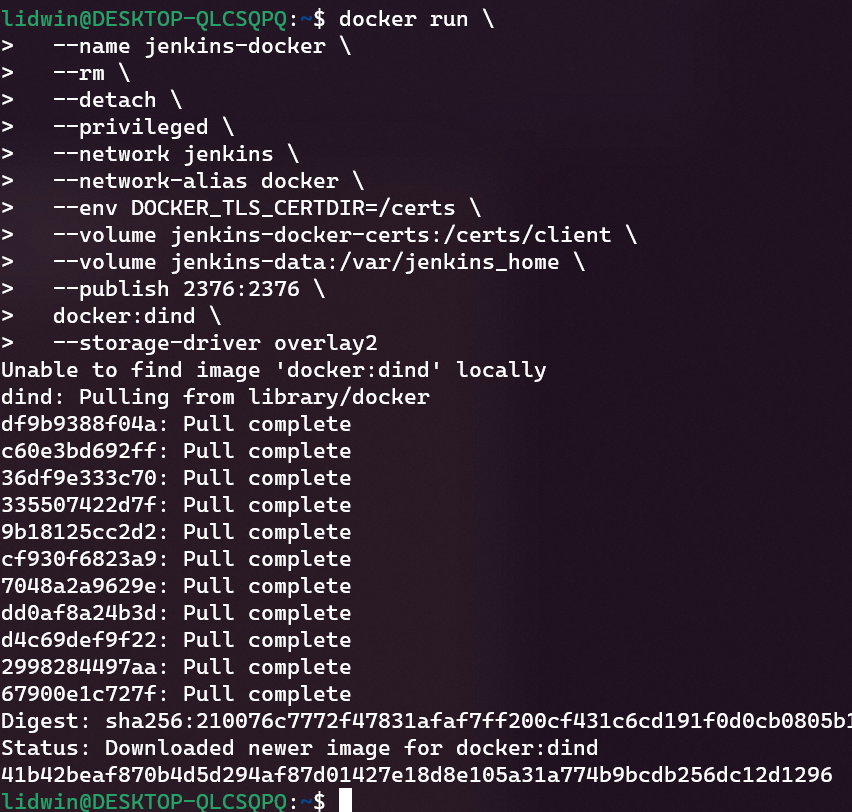 lidwin@DESKTOP-QLCSQPQ:~$ docker run \
>   --name jenkins-docker \
>   --rm \
>   --detach \
>   --privileged \
>   --network jenkins \
>   --network-alias docker \
>   --env DOCKER_TLS_CERTDIR=/certs \
>   --volume jenkins-docker-certs:/certs/client \
>   --volume jenkins-data:/var/jenkins_home \
>   --publish 2376:2376 \
>   docker:dind \
>   --storage-driver overlay2
Unable to find image 'docker:dind' locally
dind: Pulling from library/docker
df9b9388f04a: Pull complete
c60e3bd692ff: Pull complete
36df9e333c70: Pull complete
335507422d7f: Pull complete
9b18125cc2d2: Pull complete
cf930f6823a9: Pull complete
7048a2a9629e: Pull complete
dd0af8a24b3d: Pull complete
d4c69def9f22: Pull complete
2998284497aa: Pull complete
67900e1c727f: Pull complete
Digest: sha256:210076c7772f47831afaf7ff200cf431c6cd191f0d0cb0805b1
Status: Downloaded newer image for docker:dind
41b42beaf870b4d5d294af87d01427e18d8e105a31a774b9bcdb256dc12d1296
lidwin@DESKTOP-QLCSQPQ:~$